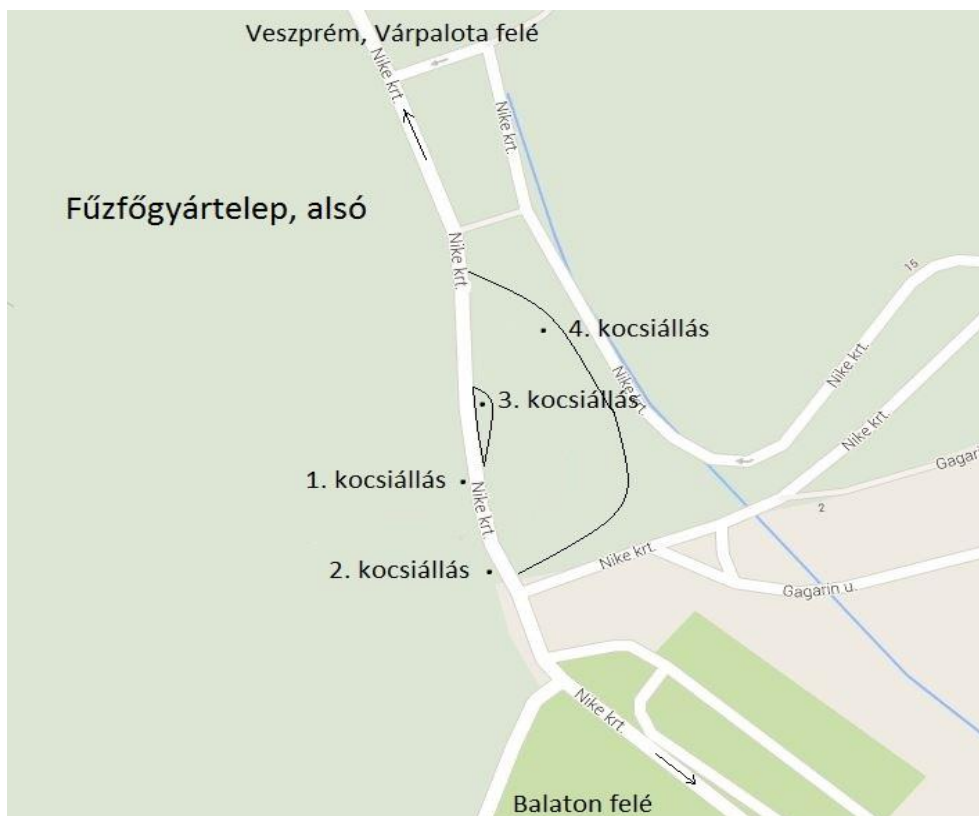 Veszprém, Várpalota felé
Nike krt.
Nike krt.
Fűzfőgyártelep, alsó
Nike krt.
15
4. kocsiállás
Nike krt.
Nike krt.
Nike krt.
3. kocsiállás
Gagarin
1. kocsiállás
Nike krt.
2
Nike krt.
2. kocsiállás
Gagarin u.
Nike krt.
Balaton felé